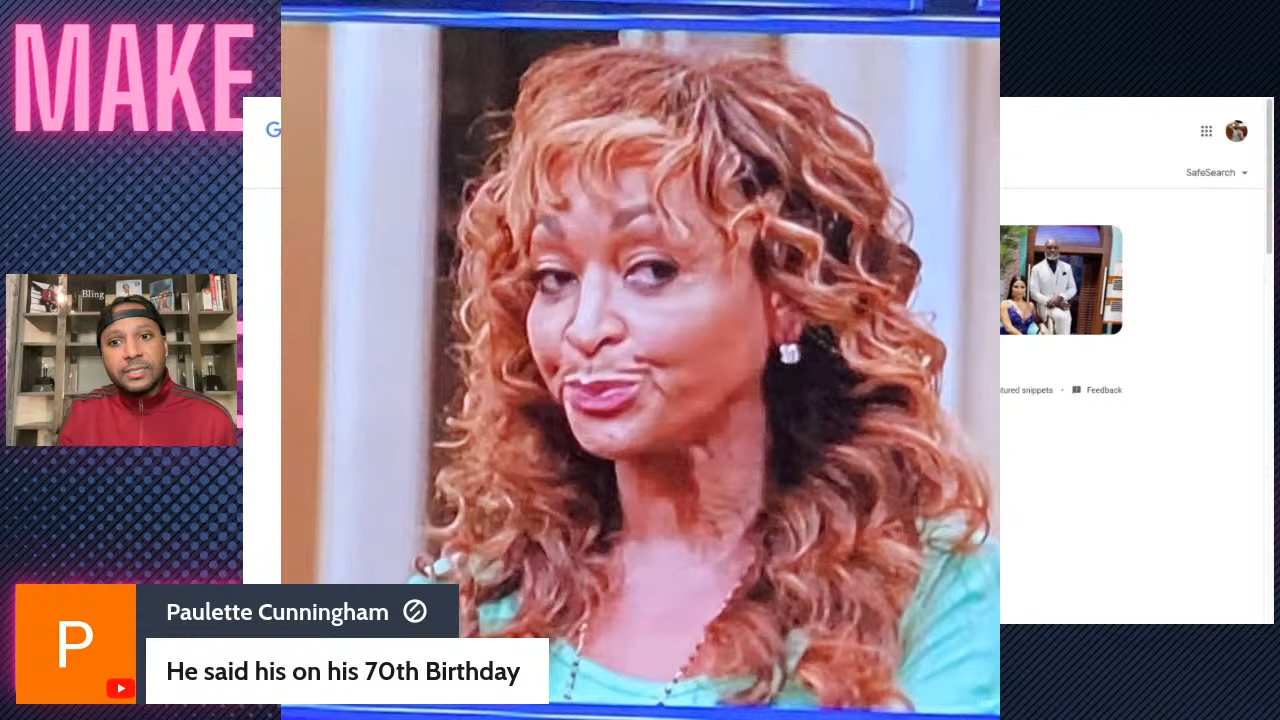 MAKE
G
SafeSearch
Bling
tured snippets
Feedback
P
Paulette Cunningham
He said his on his 70th Birthday